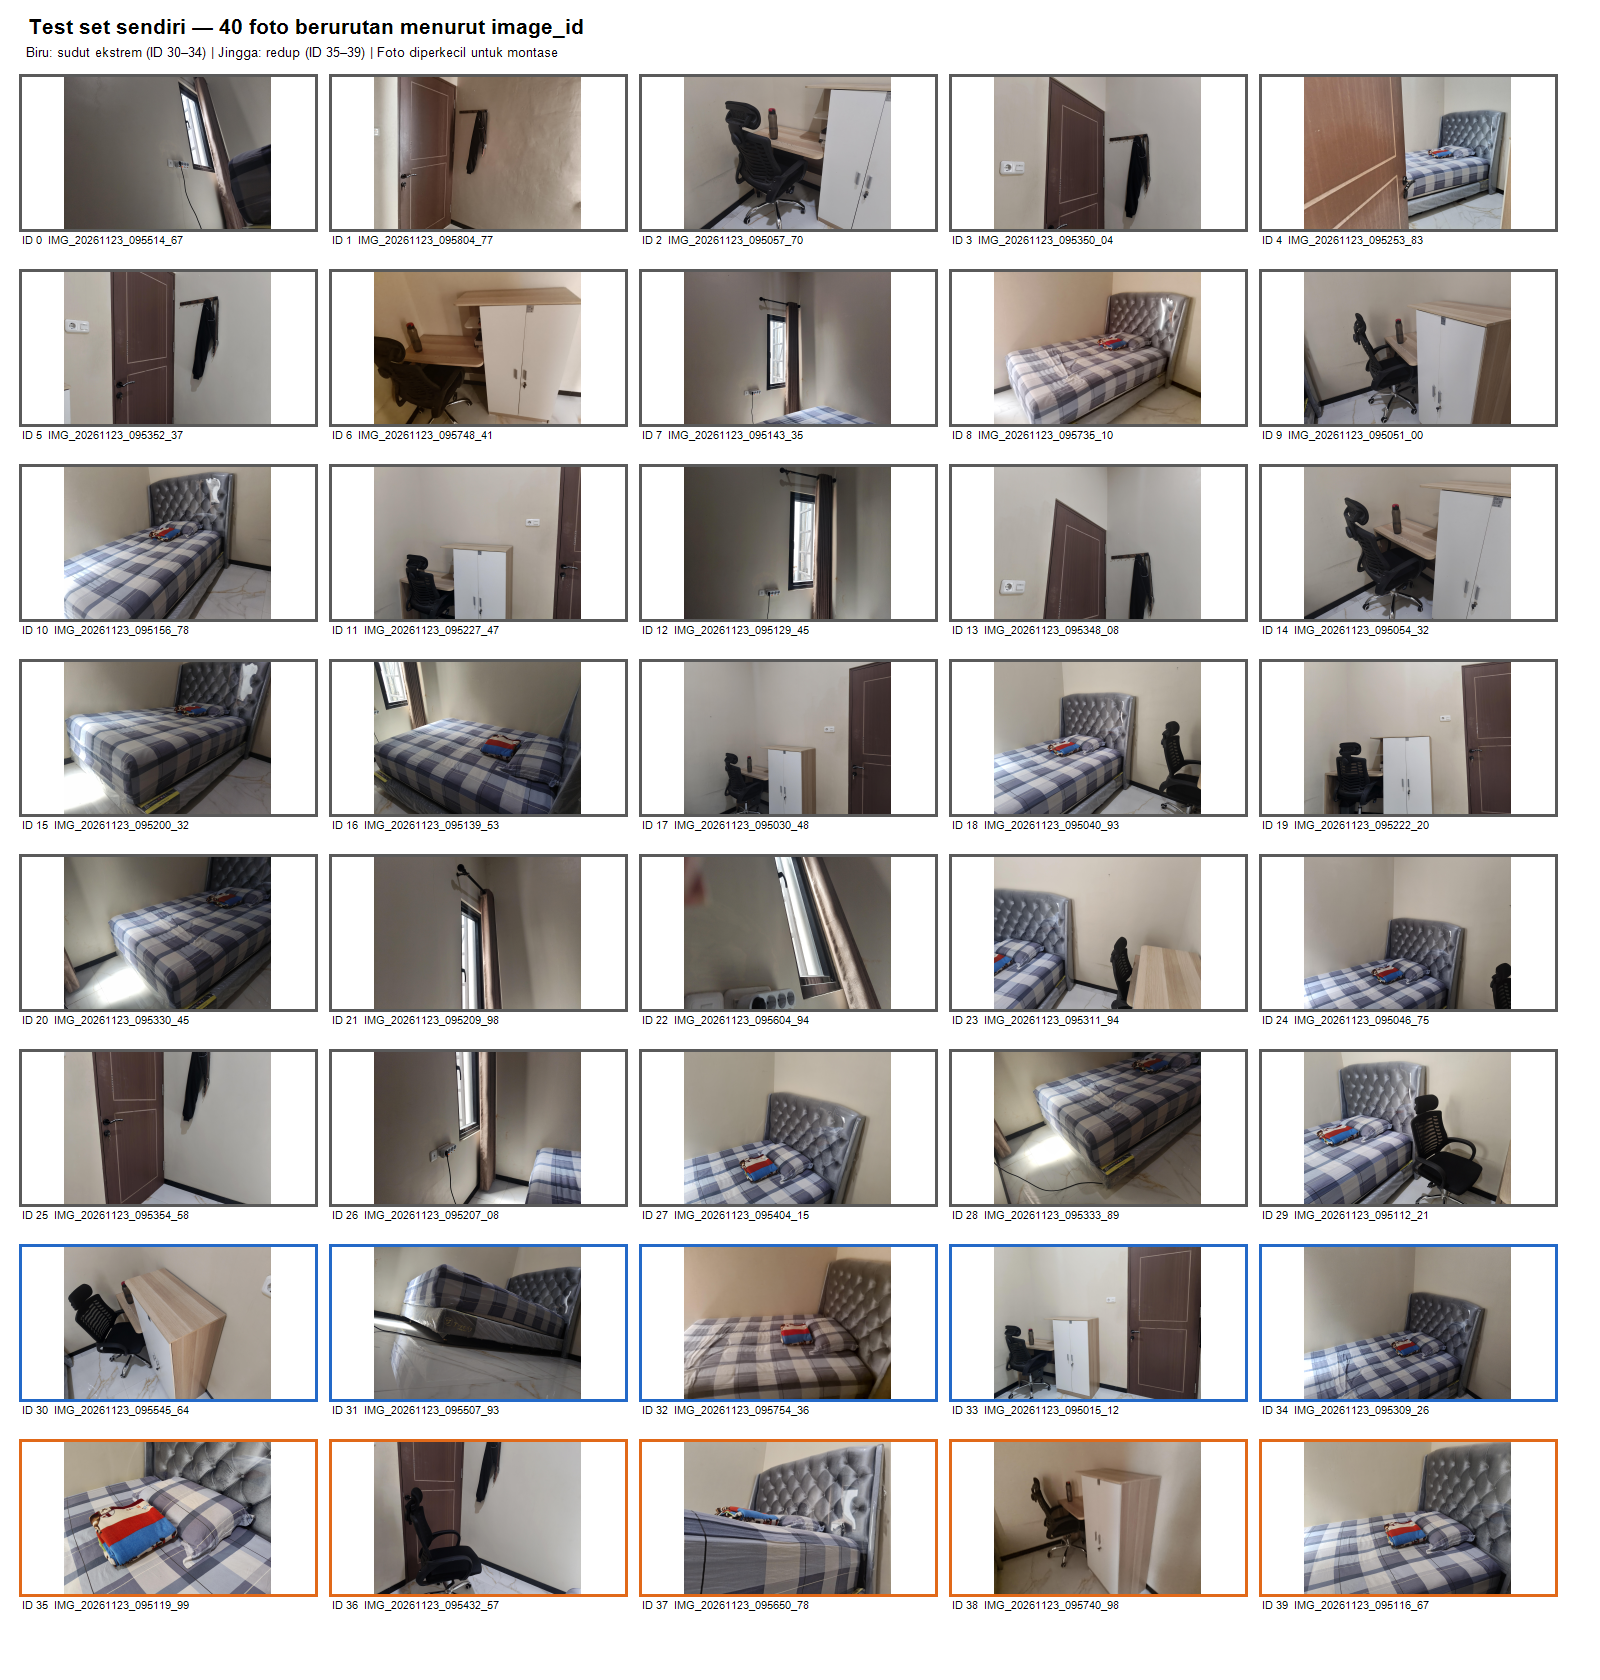 Test set sendiri — 40 foto berurutan menurut image_id
Biru: sudut ekstrem (ID 30–34) | Jingga: redup (ID 35–39) | Foto diperkecil untuk montase
ID 0 IMG_20261123_095514_67
ID 1 IMG_20261123_095804_77
ID 2 IMG_20261123_095057_70
ID 3 IMG_20261123_095350_04
ID 4 IMG_20261123_095253_83
ID 5 IMG_20261123_095352_37
ID 6 IMG_20261123_095748_41
ID 7 IMG_20261123_095143_35
ID 8 IMG_20261123_095735_10
ID 9 IMG_20261123_095051_00
ID 10 IMG_20261123_095156_78
ID 11 IMG_20261123_095227_47
ID 12 IMG_20261123_095129_45
ID 13 IMG_20261123_095348_08
ID 14 IMG_20261123_095054_32
ID 15 IMG_20261123_095200_32
ID 16 IMG_20261123_095139_53
ID 17 IMG_20261123_095030_48
ID 18 IMG_20261123_095040_93
ID 19 IMG_20261123_095222_20
ID 20 IMG_20261123_095330_45
ID 21 IMG_20261123_095209_98
ID 22 IMG_20261123_095604_94
ID 23 IMG_20261123_095311_94
ID 24 IMG_20261123_095046_75
ID 25 IMG_20261123_095354_58
ID 26 IMG_20261123_095207_08
ID 27 IMG_20261123_095404_15
ID 28 IMG_20261123_095333_89
ID 29 IMG_20261123_095112_21
ID 30 IMG_20261123_095545_64
ID 31 IMG_20261123_095507_93
ID 32 IMG_20261123_095754_36
ID 33 IMG_20261123_095015_12
ID 34 IMG_20261123_095309_26
ID 35 IMG_20261123_095119_99
ID 36 IMG_20261123_095432_57
ID 37 IMG_20261123_095650_78
ID 38 IMG_20261123_095740_98
ID 39 IMG_20261123_095116_67